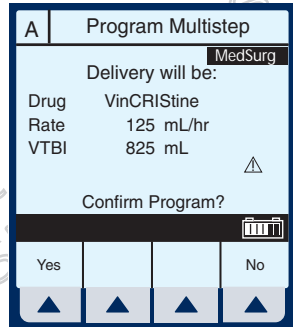 A Program Multistep
MedSurg
Delivery will be:
Drug VinCRIStine
Rate 125 mL/hr
VTBI 825 mL
Confirm Program?
Yes No